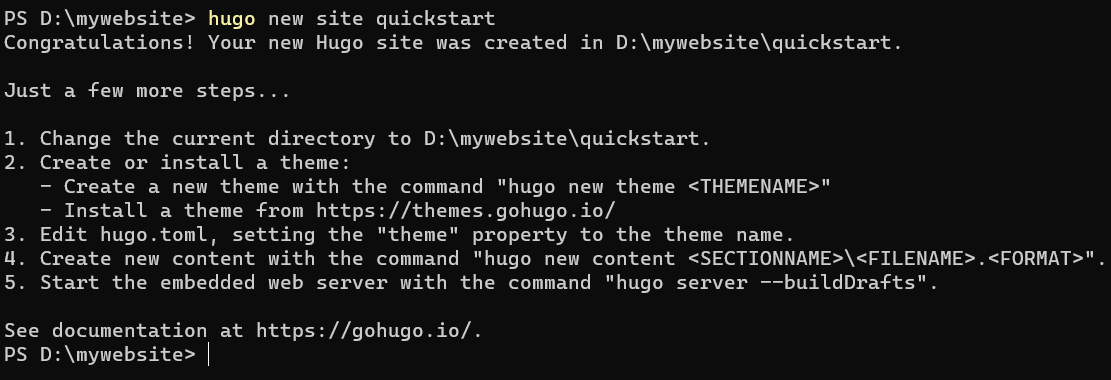 PS D:\mywebsite> hugo new site quickstart
Congratulations! Your new Hugo site was created in D:\mywebsite\quickstart.

Just a few more steps...

1. Change the current directory to D:\mywebsite\quickstart.
2. Create or install a theme:
   - Create a new theme with the command "hugo new theme <THEMENAME>"
   - Install a theme from https://themes.gohugo.io/
3. Edit hugo.toml, setting the "theme" property to the theme name.
4. Create new content with the command "hugo new content <SECTIONNAME>\<FILENAME>.<FORMAT>".
5. Start the embedded web server with the command "hugo server --buildDrafts".

See documentation at https://gohugo.io/.
PS D:\mywebsite>